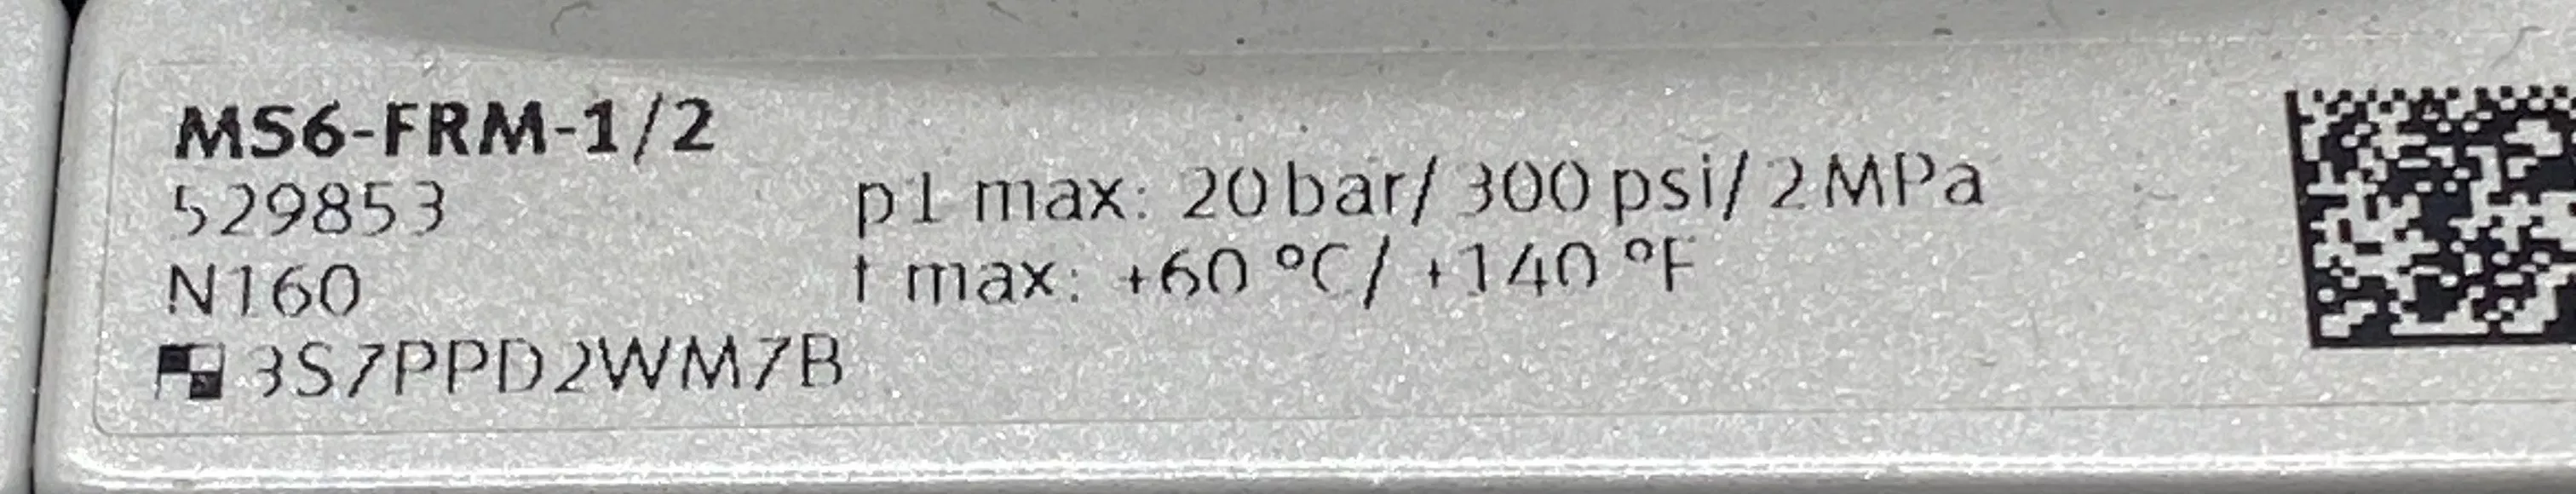 MS6-FRM-1/2
529853
N160
3S7PPD2WM7B
p1 max: 20 bar/ 300 psi/ 2 MPa
t max: +60 °C/ +140 °F